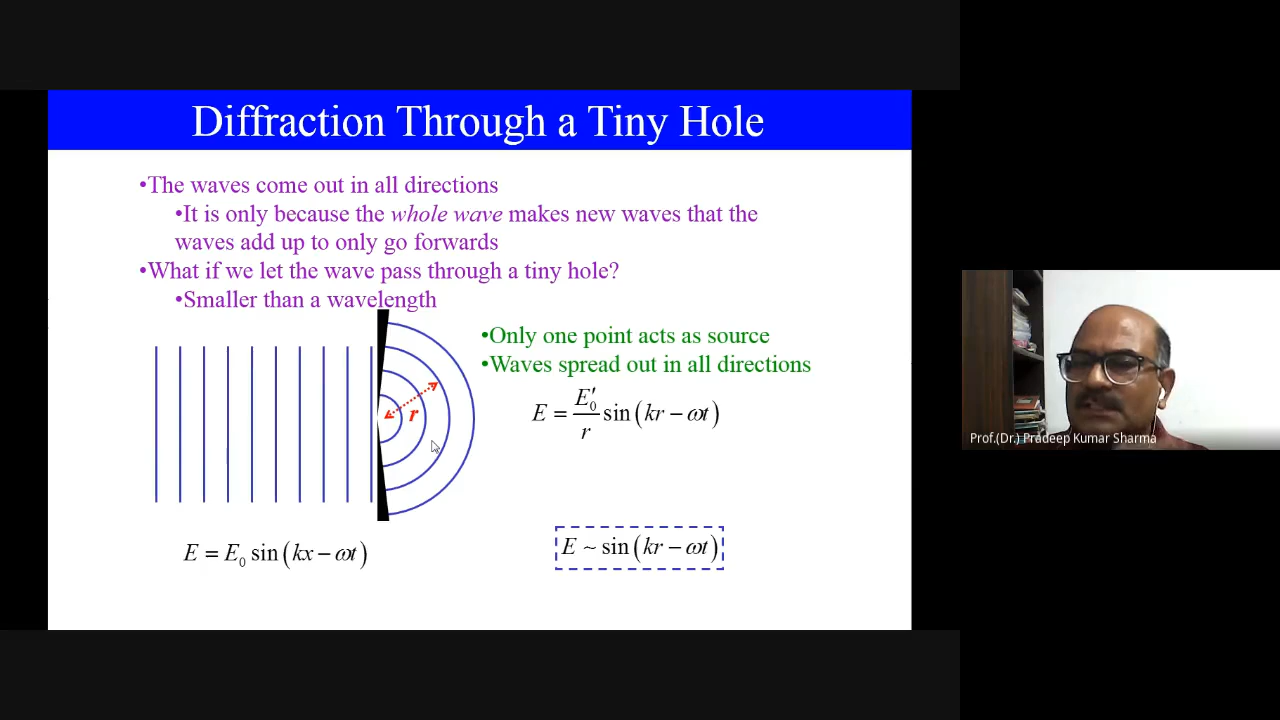 Diffraction Through a Tiny Hole
•The waves come out in all directions
•It is only because the whole wave makes new waves that the
waves add up to only go forwards
•What if we let the wave pass through a tiny hole?
•Smaller than a wavelength
•Only one point acts as source
•Waves spread out in all directions
E = E₀′/r sin(kr − ωt)
r
E = E₀ sin(kx − ωt)
E ~ sin(kr − ωt)
Prof.(Dr.) Pradeep Kumar Sharma